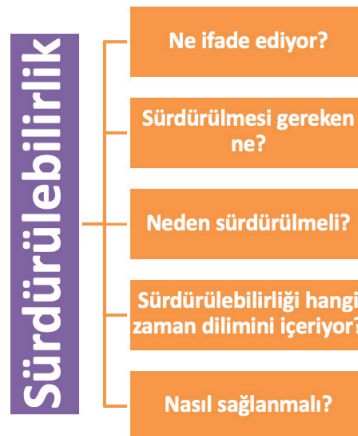 Sürdürülebilirlik
Ne ifade ediyor?
Sürdürülmesi gereken
ne?
Neden sürdürülmeli?
Sürdürülebilirliği hangi
zaman dilimini içeriyor?
Nasıl sağlanmalı?